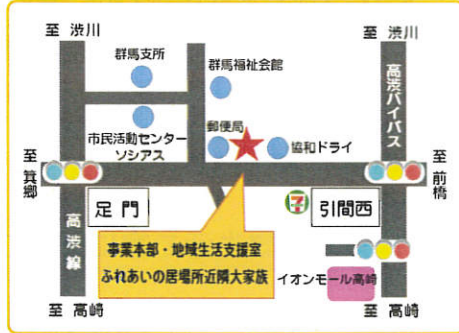 至 渋川
至 渋川
群馬支所
群馬福祉会館
高渋バイパス
市民活動センター
ソシアス
郵便局
協和ドライ
至 箕郷
至 前橋
足門
引間西
高渋線
事業本部・地域生活支援室
ふれあいの居場所近隣大家族
イオンモール高崎
至 高崎
至 高崎